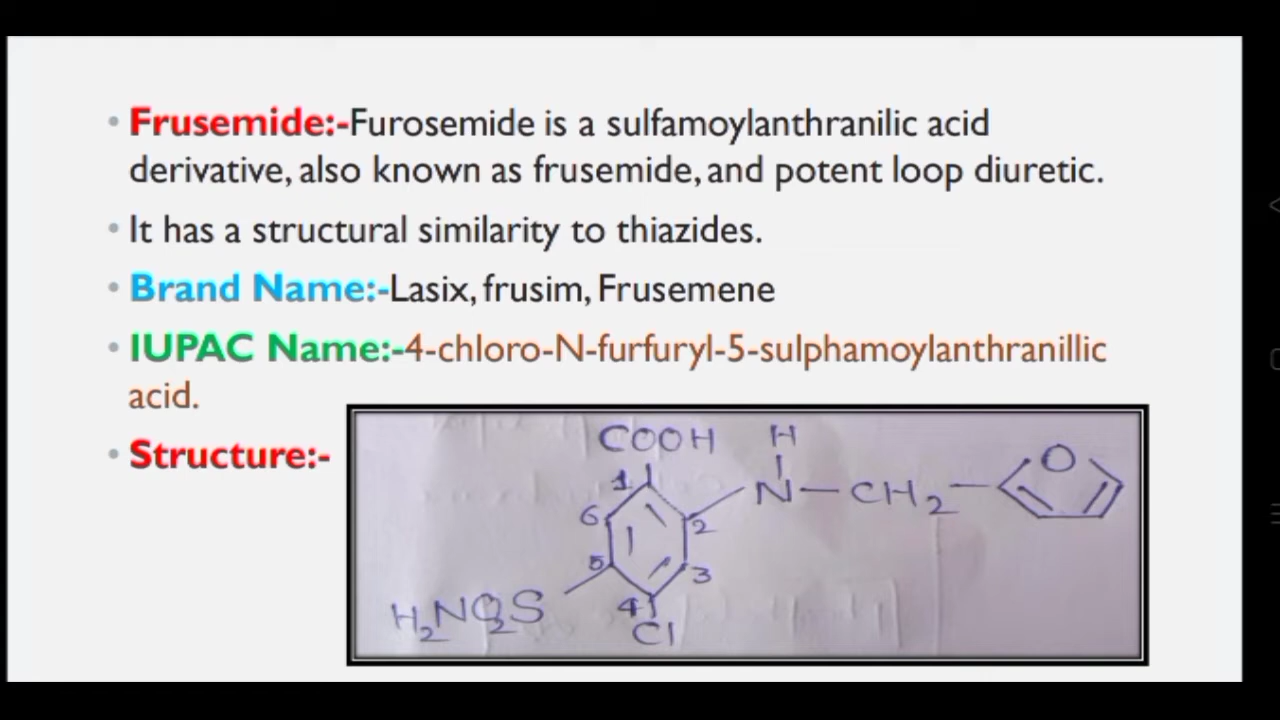 Frusemide:-Furosemide is a sulfamoylanthranilic acid
derivative, also known as frusemide, and potent loop diuretic.
It has a structural similarity to thiazides.
Brand Name:-Lasix, frusim, Frusemene
IUPAC Name:-4-chloro-N-furfuryl-5-sulphamoylanthranillic
acid.
Structure:-
COOH H
1 N CH2 O
6 2
5 3
H2NO2S 4
Cl